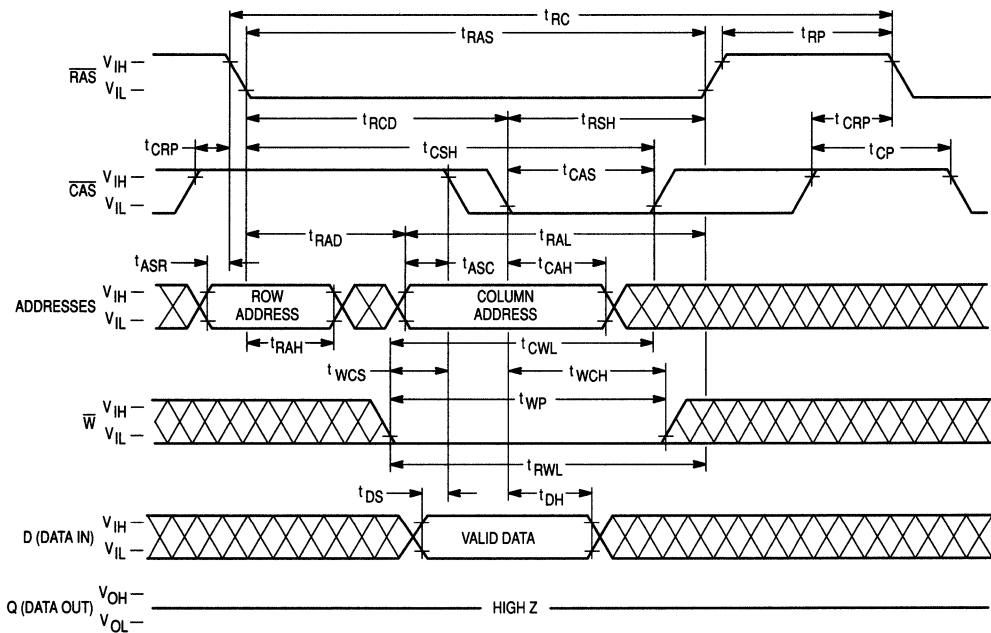 tRC
tRAS
tRP
RAS
VIH
VIL
tRCD
tRSH
tCRP
tCRP
tCSH
tCP
tCAS
CAS
VIH
VIL
tRAD
tRAL
tASR
tASC
tCAH
ADDRESSES
VIH
VIL
ROW
ADDRESS
COLUMN
ADDRESS
tRAH
tCWL
tWCS
tWCH
tWP
W
VIH
VIL
tRWL
tDS
tDH
D (DATA IN)
VIH
VIL
VALID DATA
Q (DATA OUT)
VOH
VOL
HIGH Z